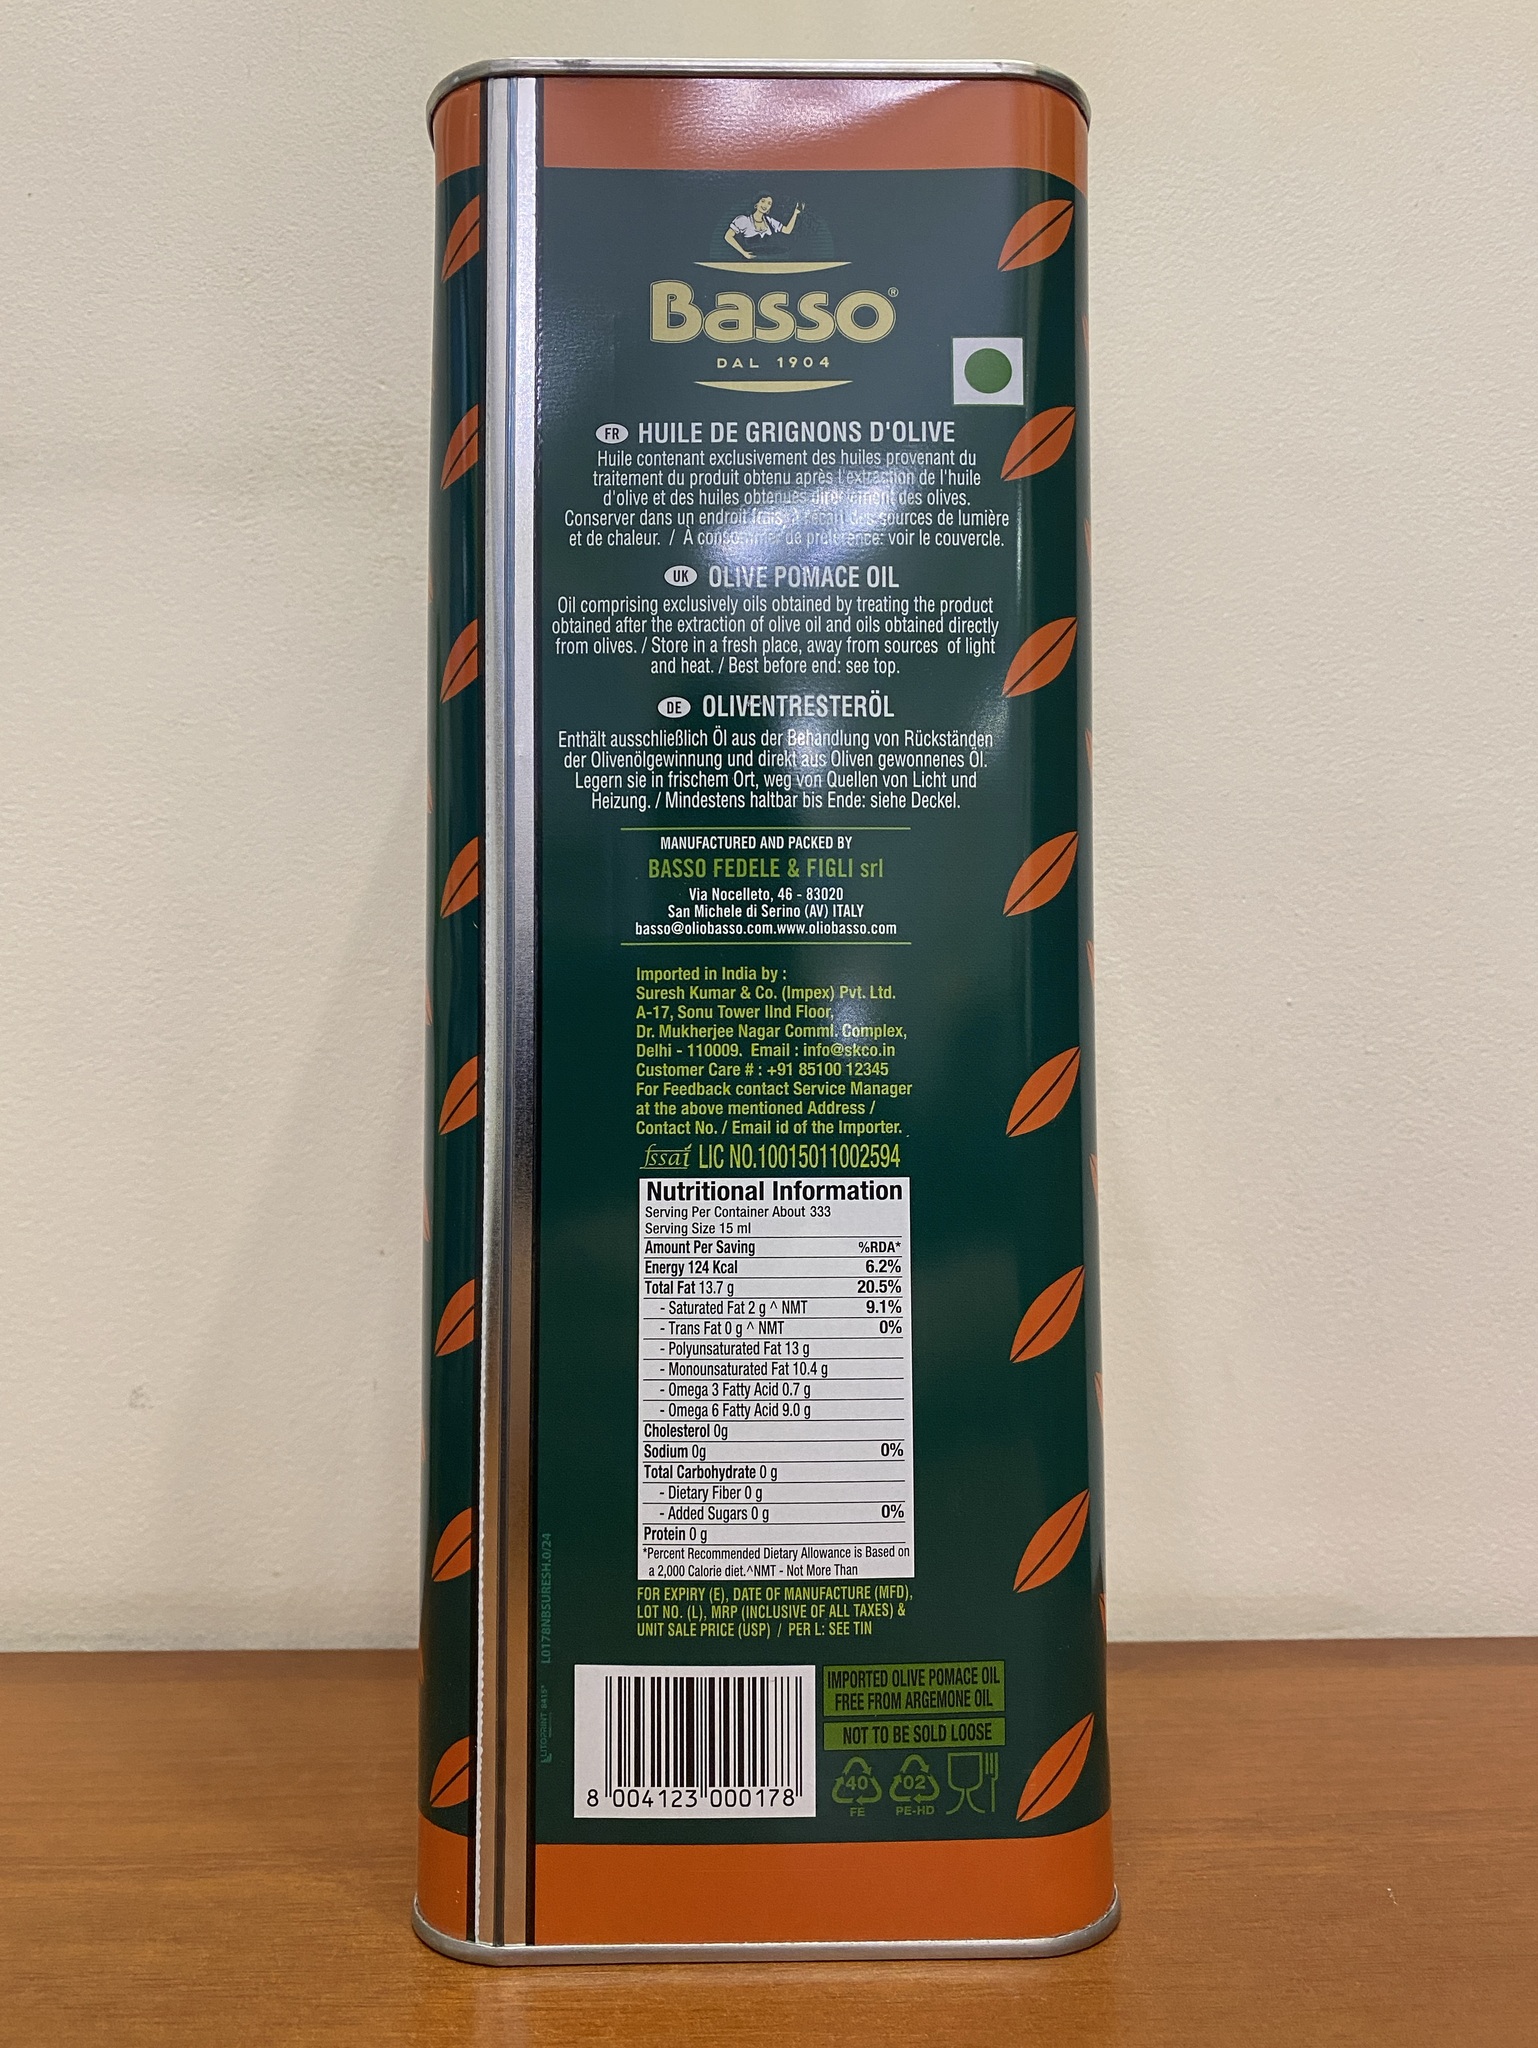 Basso®
DAL 1904
FR HUILE DE GRIGNONS D'OLIVE
Huile contenant exclusivement des huiles provenant du
traitement du produit obtenu après l'extraction de l'huile
d'olive et des huiles obtenues directement des olives.
Conserver dans un endroit frais à l'écart des sources de lumière
et de chaleur. / À consommer de préférence: voir le couvercle.
UK OLIVE POMACE OIL
Oil comprising exclusively oils obtained by treating the product
obtained after the extraction of olive oil and oils obtained directly
from olives. / Store in a fresh place, away from sources of light
and heat. / Best before end: see top.
DE OLIVENTRESTERÖL
Enthält ausschließlich Öl aus der Behandlung von Rückständen
der Olivenölgewinnung und direkt aus Oliven gewonnenes Öl.
Legern sie in frischem Ort, weg von Quellen von Licht und
Heizung. / Mindestens haltbar bis Ende: siehe Deckel.
MANUFACTURED AND PACKED BY
BASSO FEDELE & FIGLI srl
Via Nocelleto, 46 - 83020
San Michele di Serino (AV) ITALY
basso@oliobasso.com.www.oliobasso.com
Imported in India by :
Suresh Kumar & Co. (Impex) Pvt. Ltd.
A-17, Sonu Tower IInd Floor,
Dr. Mukherjee Nagar Comml. Complex,
Delhi - 110009. Email : info@skco.in
Customer Care # : +91 85100 12345
For Feedback contact Service Manager
at the above mentioned Address /
Contact No. / Email id of the Importer.
fssai LIC NO.10015011002594
Nutritional Information
Serving Per Container About 333
Serving Size 15 ml
Amount Per Saving %RDA*
Energy 124 Kcal 6.2%
Total Fat 13.7 g 20.5%
- Saturated Fat 2 g ^ NMT 9.1%
- Trans Fat 0 g ^ NMT 0%
- Polyunsaturated Fat 13 g
- Monounsaturated Fat 10.4 g
- Omega 3 Fatty Acid 0.7 g
- Omega 6 Fatty Acid 9.0 g
Cholesterol 0g
Sodium 0g 0%
Total Carbohydrate 0 g
- Dietary Fiber 0 g
- Added Sugars 0 g 0%
Protein 0 g
*Percent Recommended Dietary Allowance is Based on
a 2,000 Calorie diet.^NMT - Not More Than
FOR EXPIRY (E), DATE OF MANUFACTURE (MFD),
LOT NO. (L), MRP (INCLUSIVE OF ALL TAXES) &
UNIT SALE PRICE (USP) / PER L: SEE TIN
L0178NBSURESH.0/24
8 004123 000178
IMPORTED OLIVE POMACE OIL
FREE FROM ARGEMONE OIL
NOT TO BE SOLD LOOSE
40 02
FE PE-HD